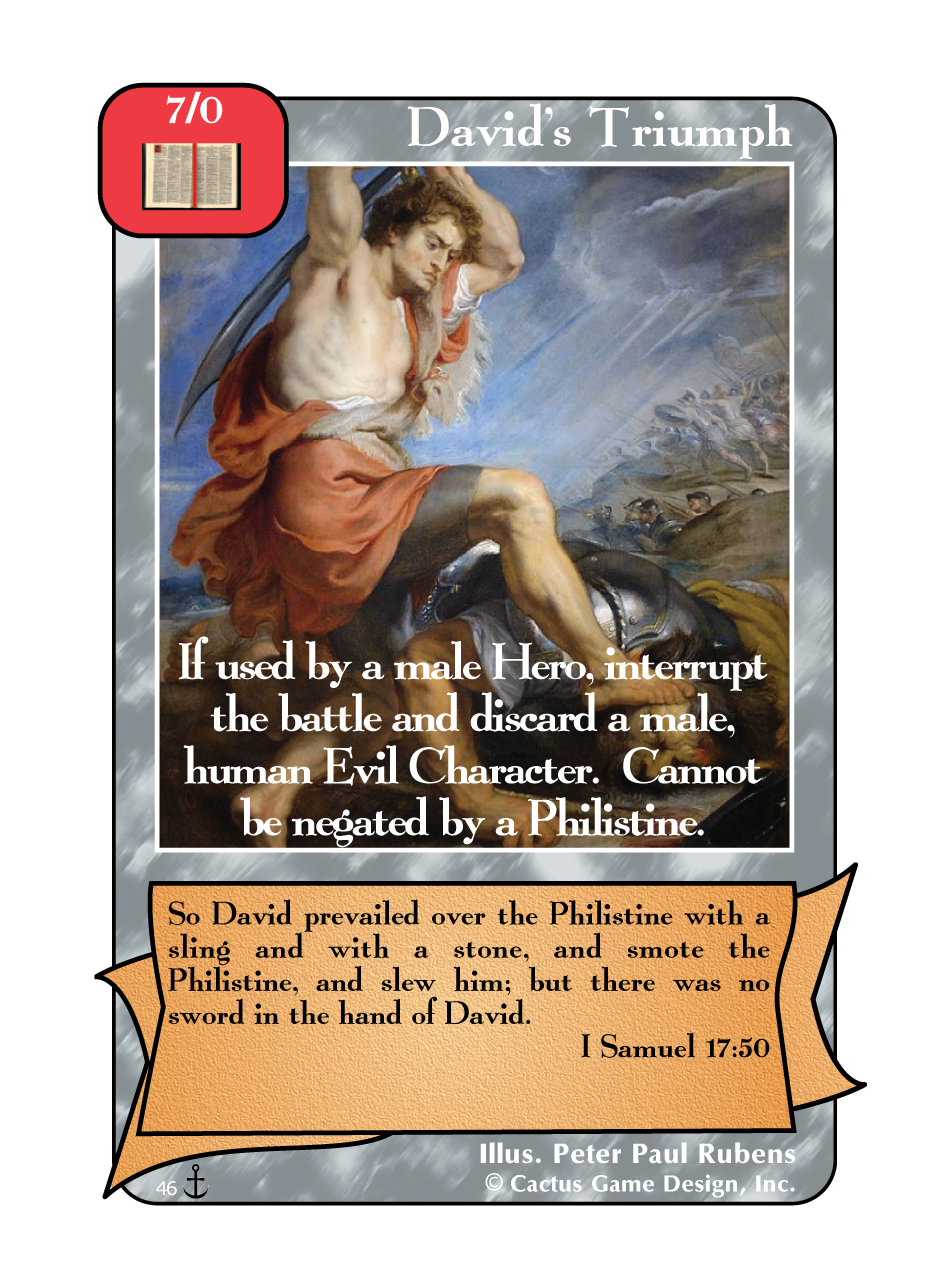 7/0
David's Triumph
If used by a male Hero, interrupt
the battle and discard a male,
human Evil Character.  Cannot
be negated by a Philistine.
So David prevailed over the Philistine with a
sling and with a stone, and smote the
Philistine, and slew him; but there was no
sword in the hand of David.
I Samuel 17:50
Illus. Peter Paul Rubens
46
© Cactus Game Design, Inc.